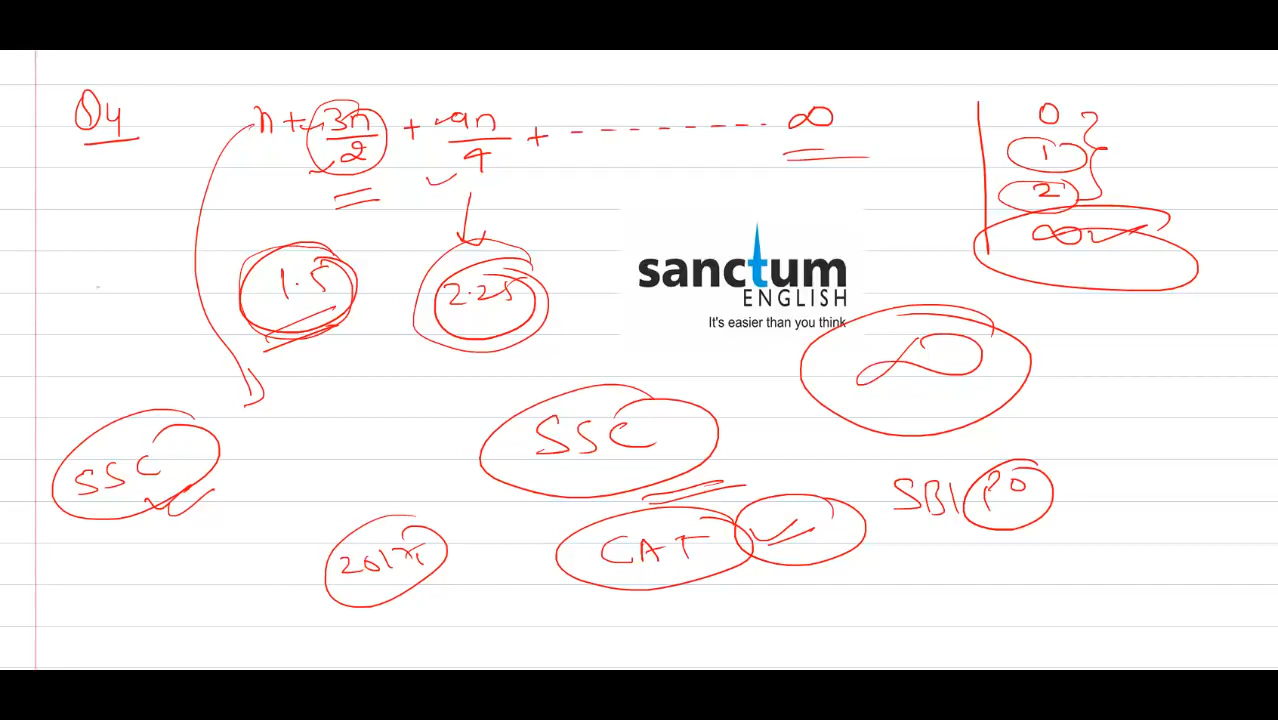 Q4
n + 3n/2 + 9n/4 + - - - - - - - - - ∞
0
1
2
∞
1.5
2.25
sanctum
ENGLISH
It's easier than you think
∞
SSC
SSC
SBI PO
CAT